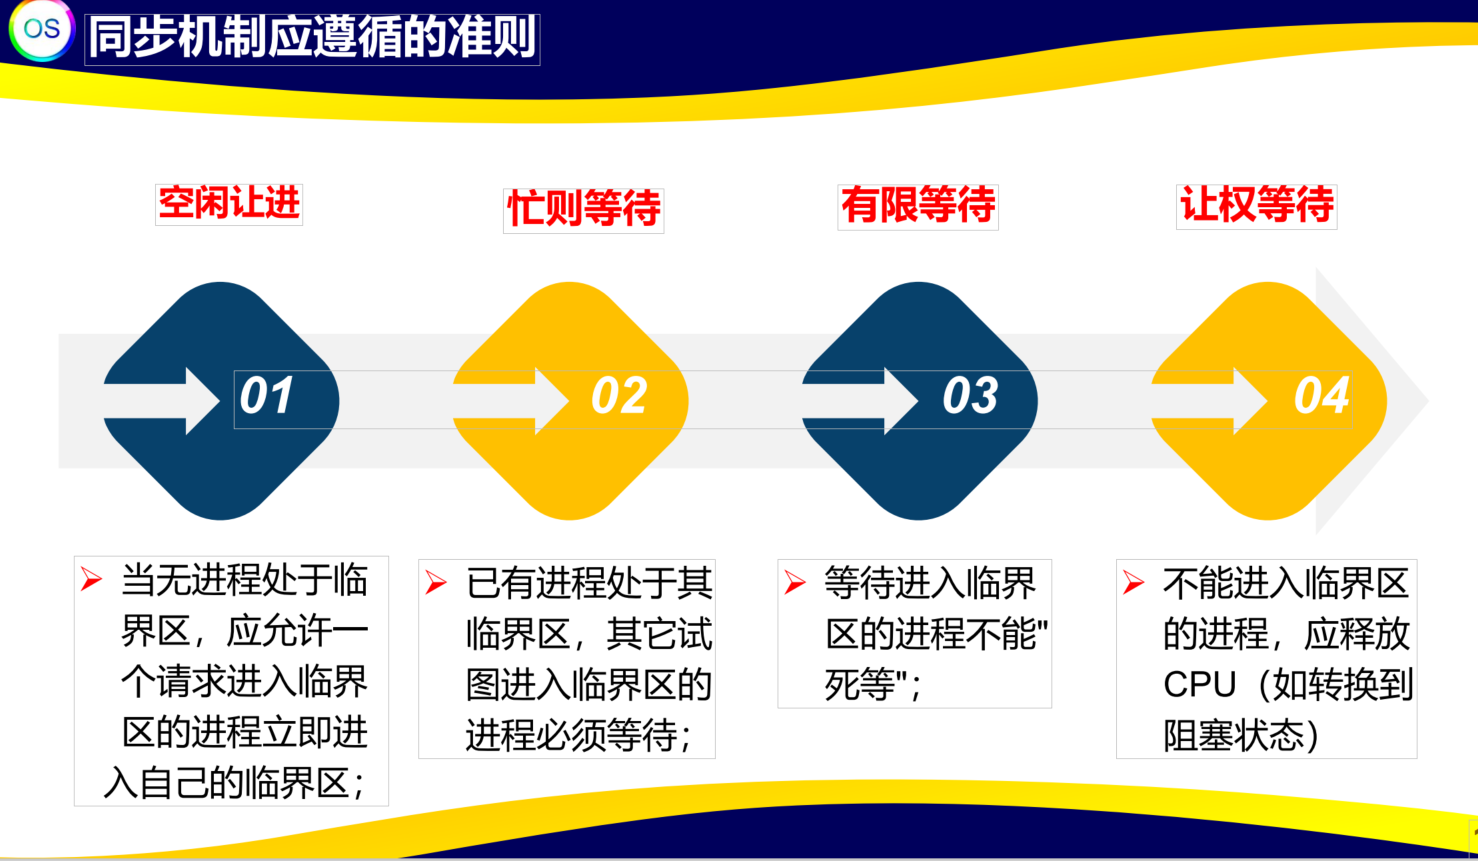 OS
同步机制应遵循的准则
空闲让进
忙则等待
有限等待
让权等待
01
02
03
04
➢ 当无进程处于临
界区，应允许一
个请求进入临界
区的进程立即进
入自己的临界区；
➢ 已有进程处于其
临界区，其它试
图进入临界区的
进程必须等待；
➢ 等待进入临界
区的进程不能"
死等"；
➢ 不能进入临界区
的进程，应释放
CPU（如转换到
阻塞状态）